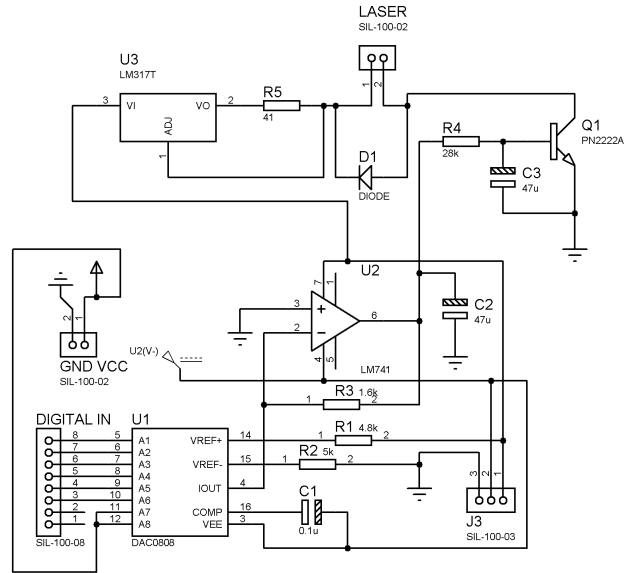 LASER
SIL-100-02
1
2
U3
LM317T
3
VI
VO
2
ADJ
1
R5
41
D1
DIODE
R4
28k
Q1
PN2222A
C3
47u
U2
7
1
3
2
6
4
5
LM741
C2
47u
2
1
GND VCC
SIL-100-02
U2(V-)
R3
1.6k
1
2
DIGITAL IN
U1
8
5
A1
7
6
A2
6
7
A3
5
8
A4
4
9
A5
3
10
A6
2
11
A7
1
12
A8
VREF+
14
VREF-
15
IOUT
4
COMP
16
VEE
3
SIL-100-08
DAC0808
R1
4.8k
1
2
R2
5k
1
2
C1
0.1u
3
2
1
J3
SIL-100-03